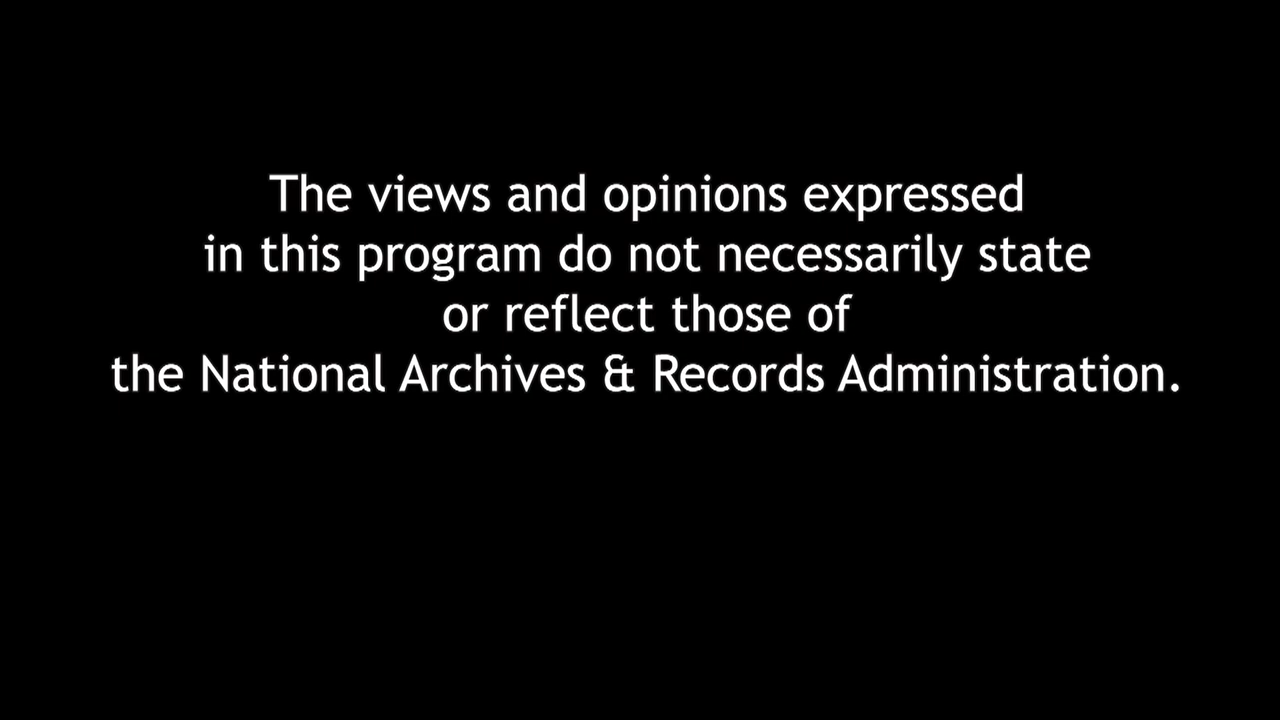 The views and opinions expressed
in this program do not necessarily state
or reflect those of
the National Archives & Records Administration.